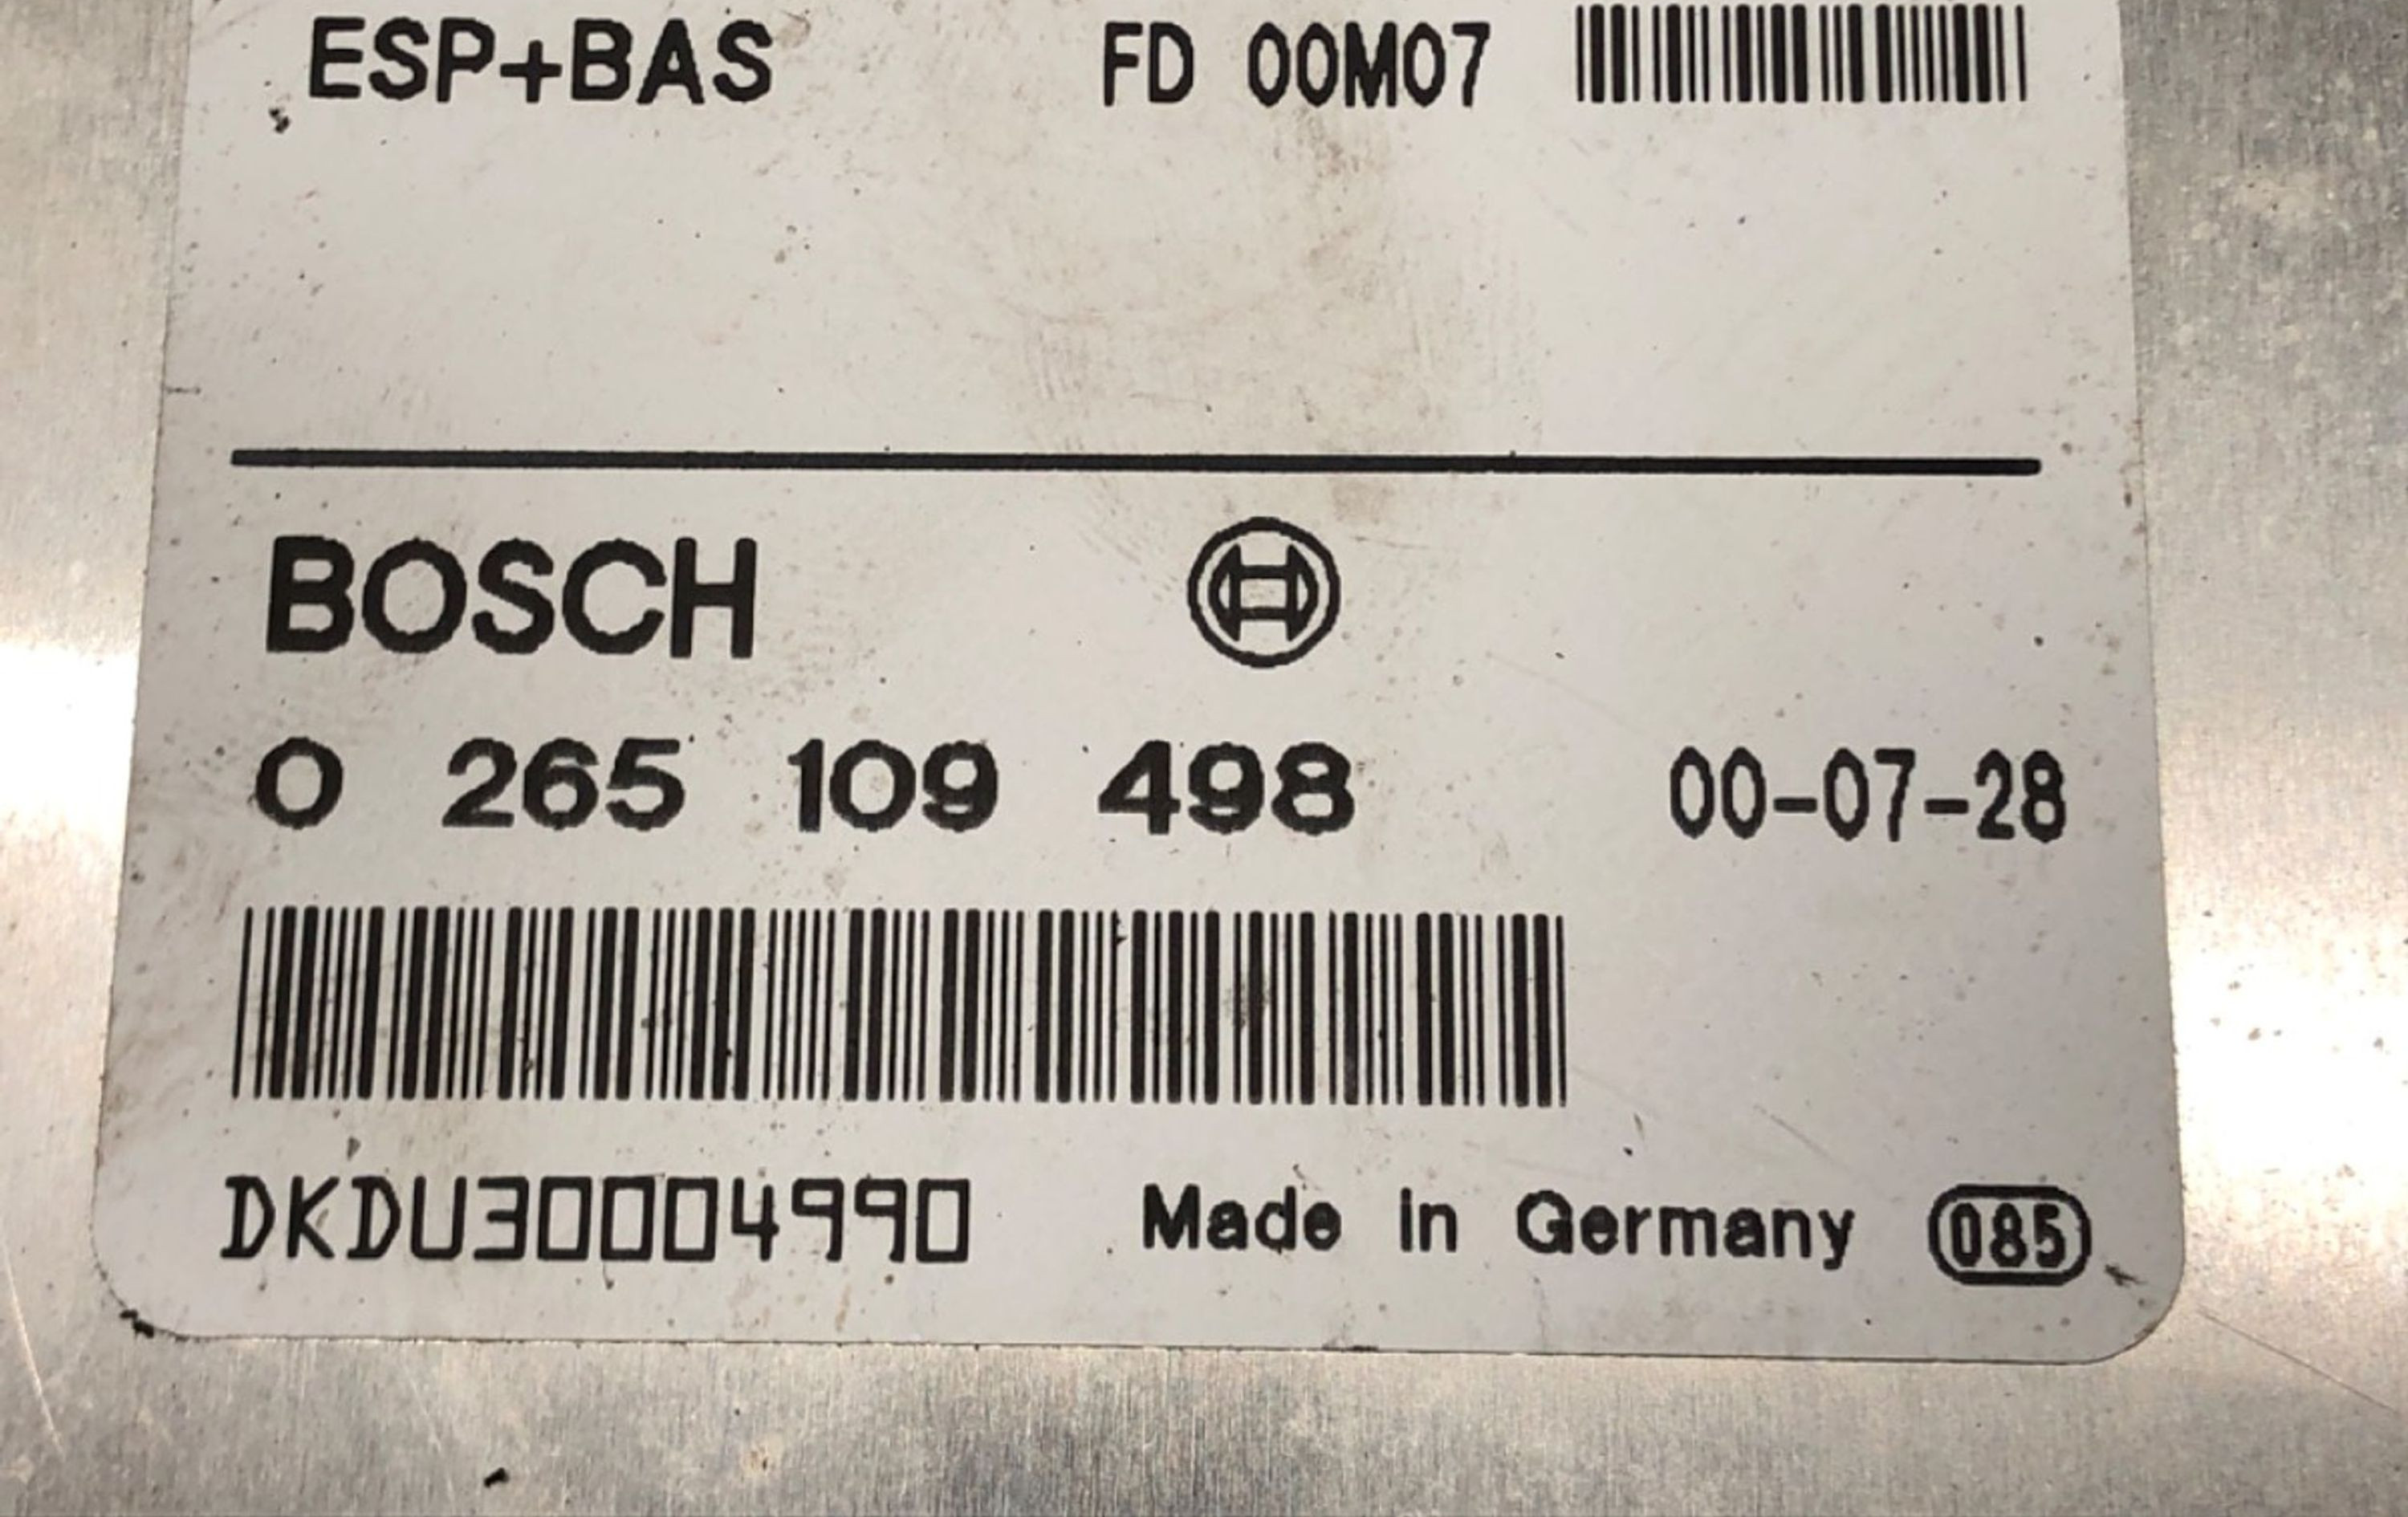 ESP+BAS FD 00M07
BOSCH
0 265 109 498 00-07-28
DKDU30004990 Made in Germany 085